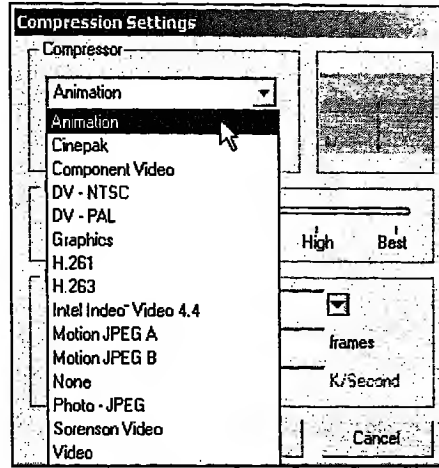 Compression Settings
Compressor
Animation
Animation
Cinepak
Component Video
DV - NTSC
DV - PAL
Graphics
H.261
H.263
Intel Indeo™ Video 4.4
Motion JPEG A
Motion JPEG B
None
Photo - JPEG
Sorenson Video
Video
High Best
frames
K/Second
Cancel